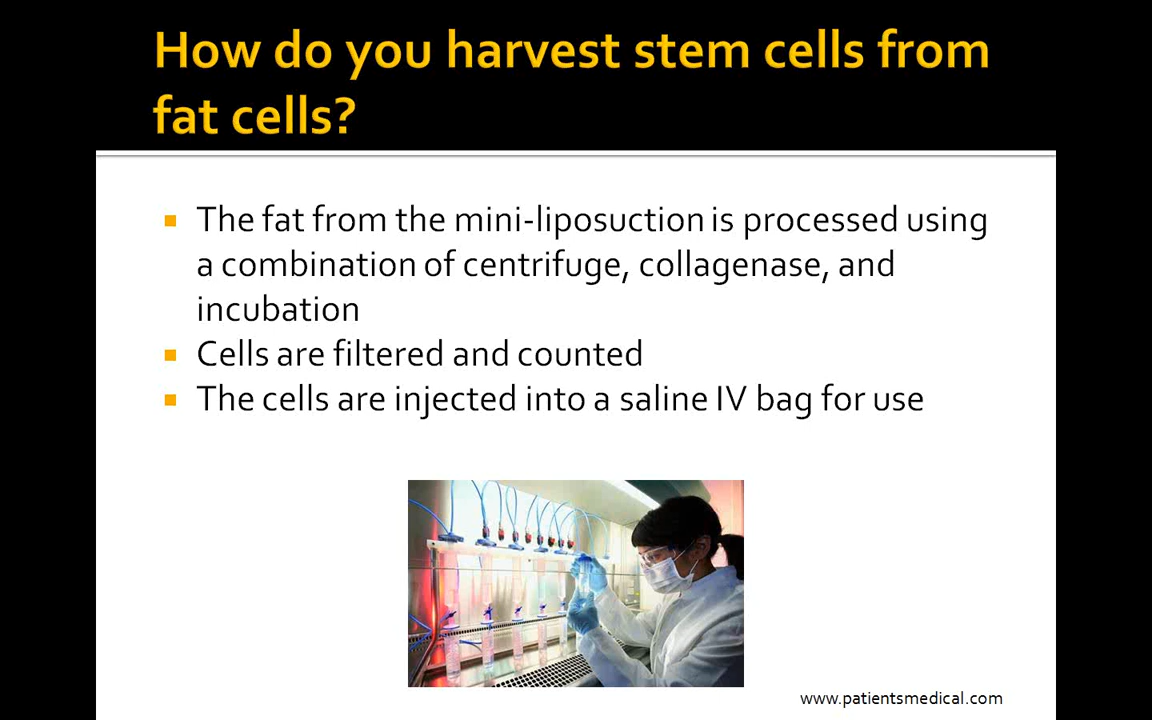 How do you harvest stem cells from
fat cells?
The fat from the mini-liposuction is processed using
a combination of centrifuge, collagenase, and
incubation
Cells are filtered and counted
The cells are injected into a saline IV bag for use
www.patientsmedical.com